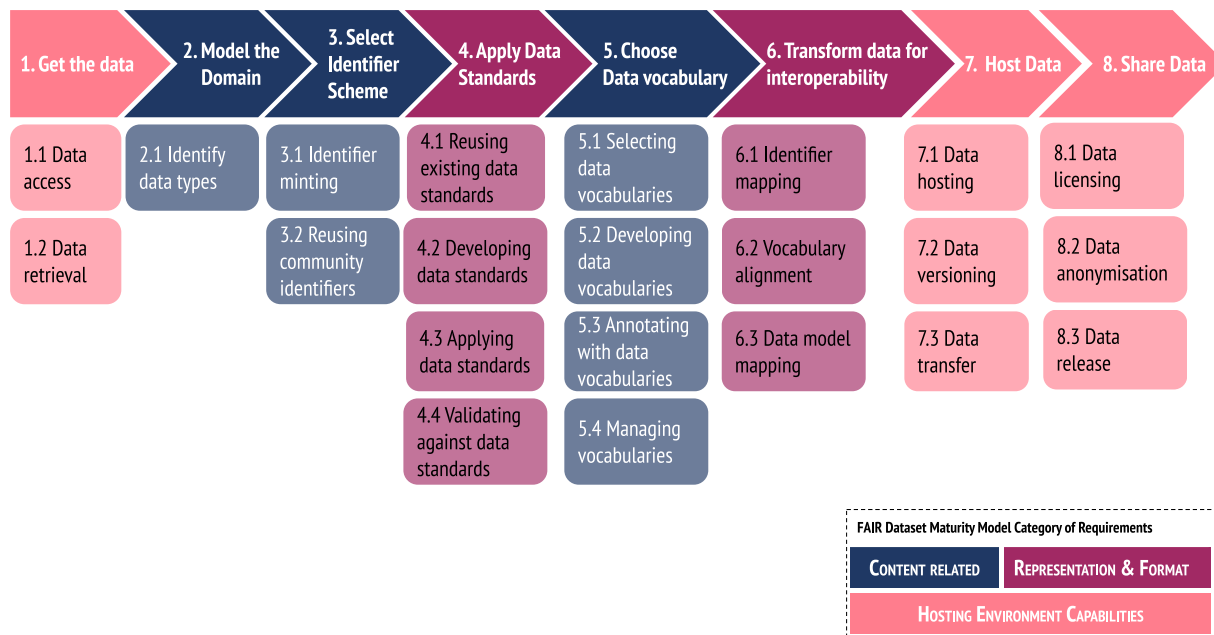 1. Get the data
2. Model the
Domain
3. Select
Identifier
Scheme
4. Apply Data
Standards
5. Choose
Data vocabulary
6. Transform data for
interoperability
7. Host Data
8. Share Data
1.1 Data
access
1.2 Data
retrieval
2.1 Identify
data types
3.1 Identifier
minting
3.2 Reusing
community
identifiers
4.1 Reusing
existing data
standards
4.2 Developing
data standards
4.3 Applying
data standards
4.4 Validating
against data
standards
5.1 Selecting
data
vocabularies
5.2 Developing
data
vocabularies
5.3 Annotating
with data
vocabularies
5.4 Managing
vocabularies
6.1 Identifier
mapping
6.2 Vocabulary
alignment
6.3 Data model
mapping
7.1 Data
hosting
7.2 Data
versioning
7.3 Data
transfer
8.1 Data
licensing
8.2 Data
anonymisation
8.3 Data
release
FAIR Dataset Maturity Model Category of Requirements
Content related
Representation & Format
Hosting Environment Capabilities